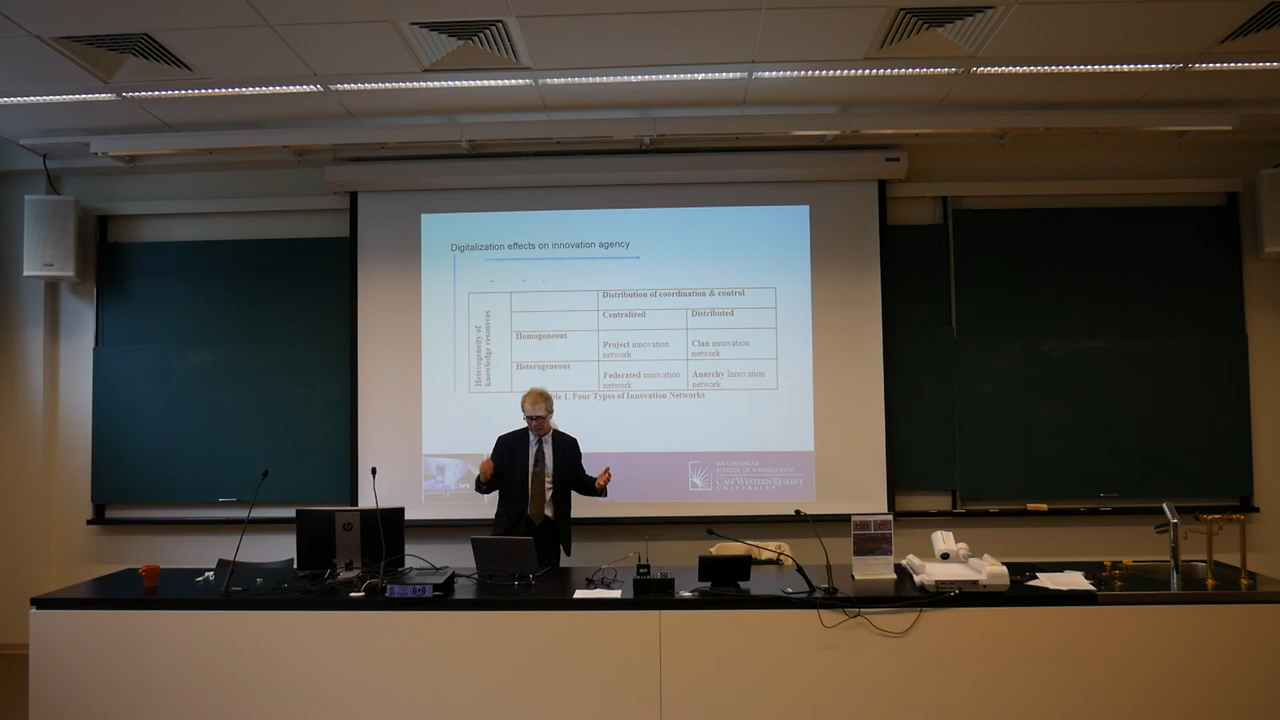 Digitalization effects on innovation agency
Heterogeneity of
knowledge resources
Distribution of coordination & control
Centralized
Distributed
Homogeneous
Project innovation
network
Clan innovation
network
Heterogeneous
Federated innovation
network
Anarchy Innovation
network
1. Four Types of Innovation Networks
WEATHERHEAD
SCHOOL OF MANAGEMENT
CASE WESTERN RESERVE
UNIVERSITY
hp